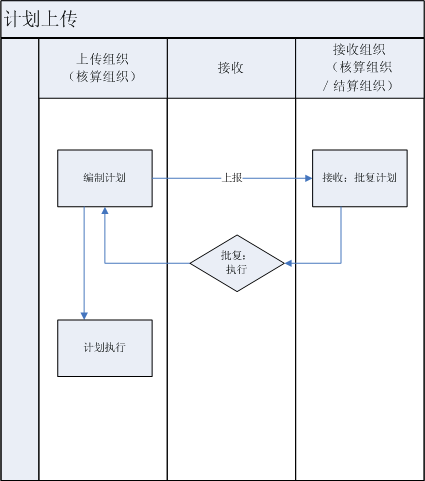 计划上传
上传组织
（核算组织）
接收
接收组织
（核算组织
/结算组织）
编制计划
上报
接收：批复计划
批复：
执行
计划执行